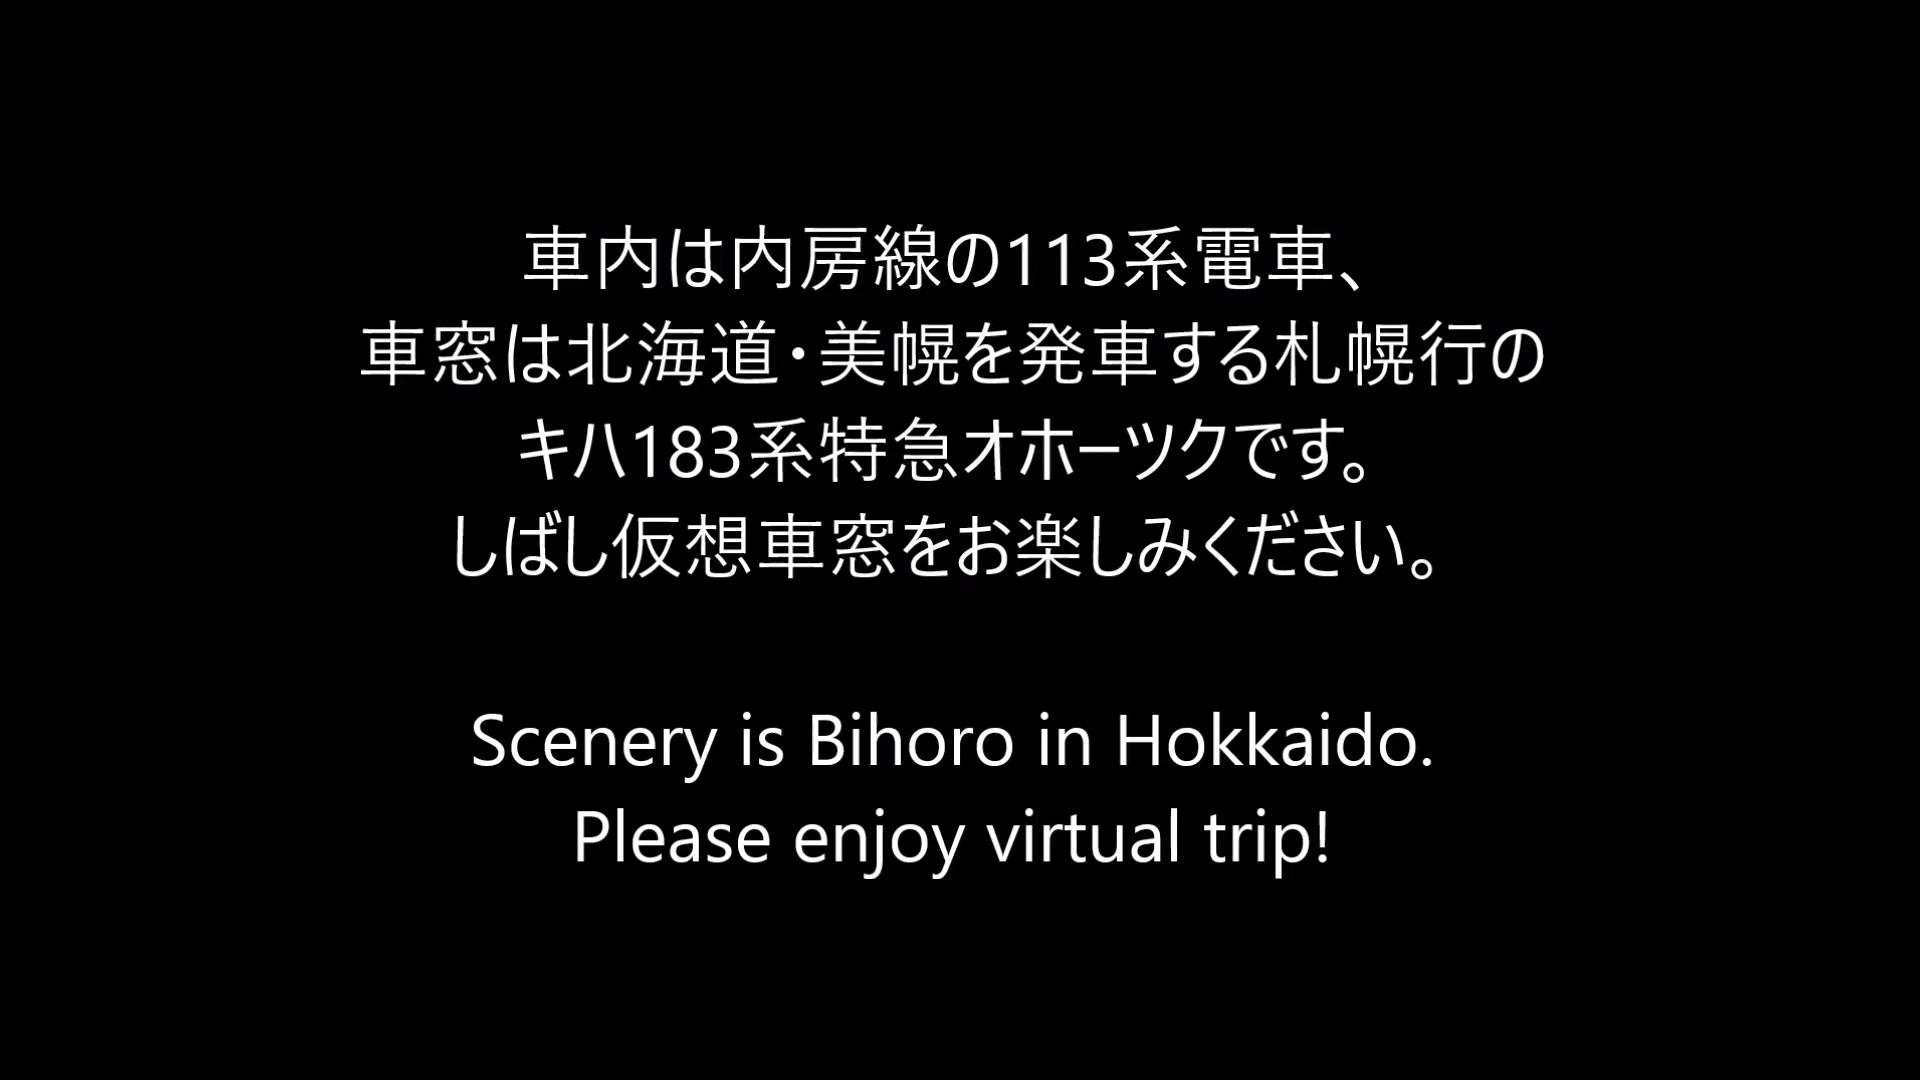 車内は内房線の113系電車、
車窓は北海道・美幌を発車する札幌行の
キハ183系特急オホーツクです。
しばし仮想車窓をお楽しみください。
Scenery is Bihoro in Hokkaido.
Please enjoy virtual trip!